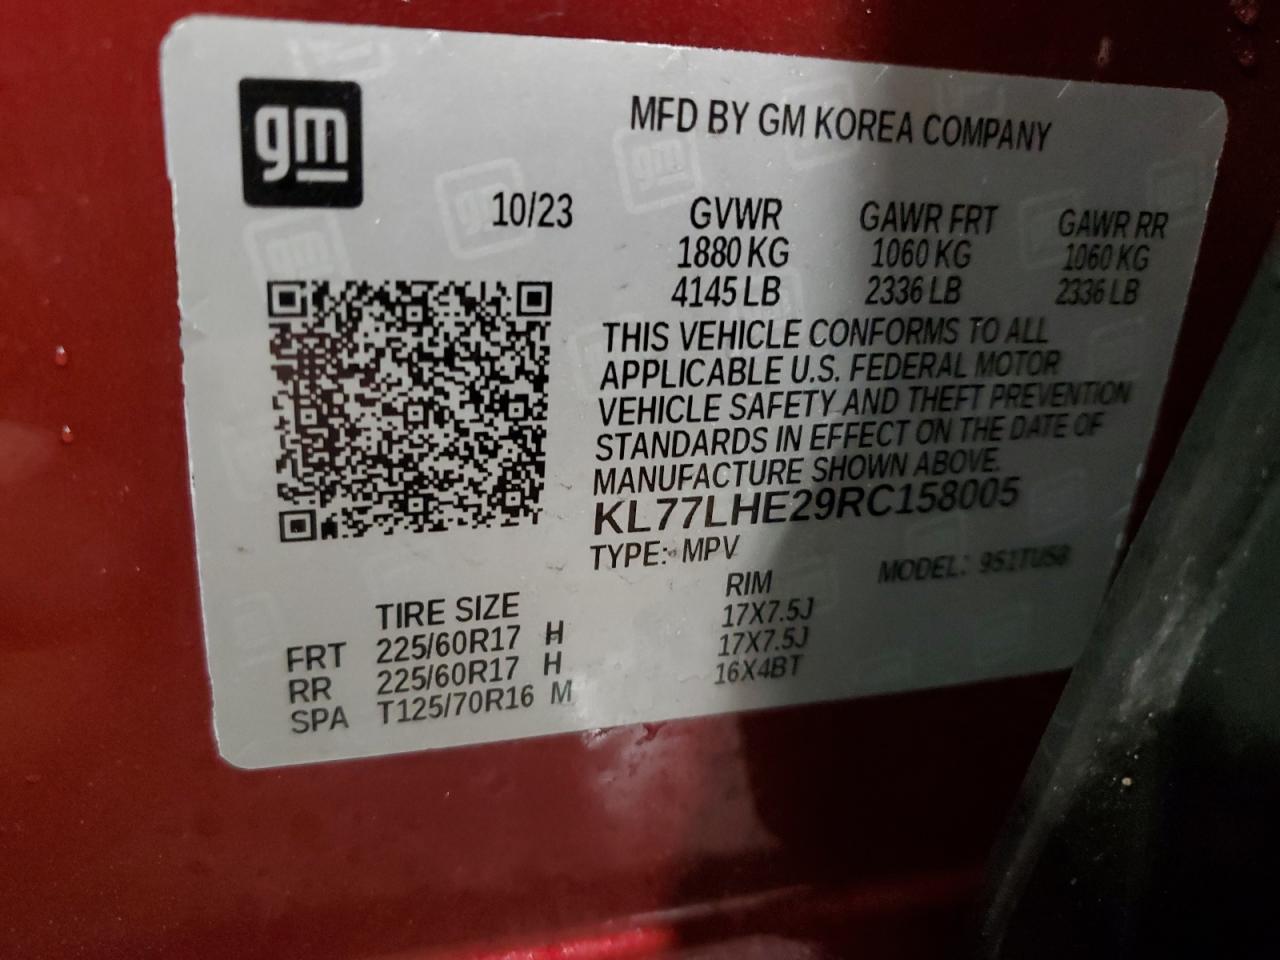 gm
MFD BY GM KOREA COMPANY
10/23 GVWR GAWR FRT GAWR RR
1880 KG 1060 KG 1060 KG
4145 LB 2336 LB 2336 LB
THIS VEHICLE CONFORMS TO ALL
APPLICABLE U.S. FEDERAL MOTOR
VEHICLE SAFETY AND THEFT PREVENTION
STANDARDS IN EFFECT ON THE DATE OF
MANUFACTURE SHOWN ABOVE.
KL77LHE29RC158005
TYPE: MPV MODEL:
TIRE SIZE RIM
FRT 225/60R17 H 17X7.5J
RR 225/60R17 H 17X7.5J
SPA T125/70R16 M 16X4BT